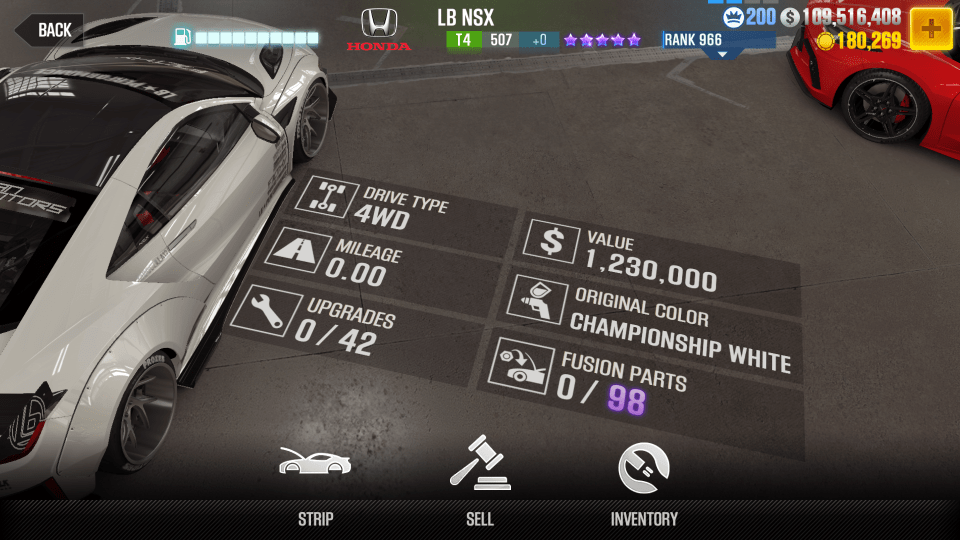 BACK
HONDA
LB NSX
T4 507 +0
RANK 966
200
$ 109,516,408
180,269
DRIVE TYPE
4WD
MILEAGE
0.00
UPGRADES
0 / 42
$ VALUE
1,230,000
ORIGINAL COLOR
CHAMPIONSHIP WHITE
FUSION PARTS
0 / 98
STRIP
SELL
INVENTORY